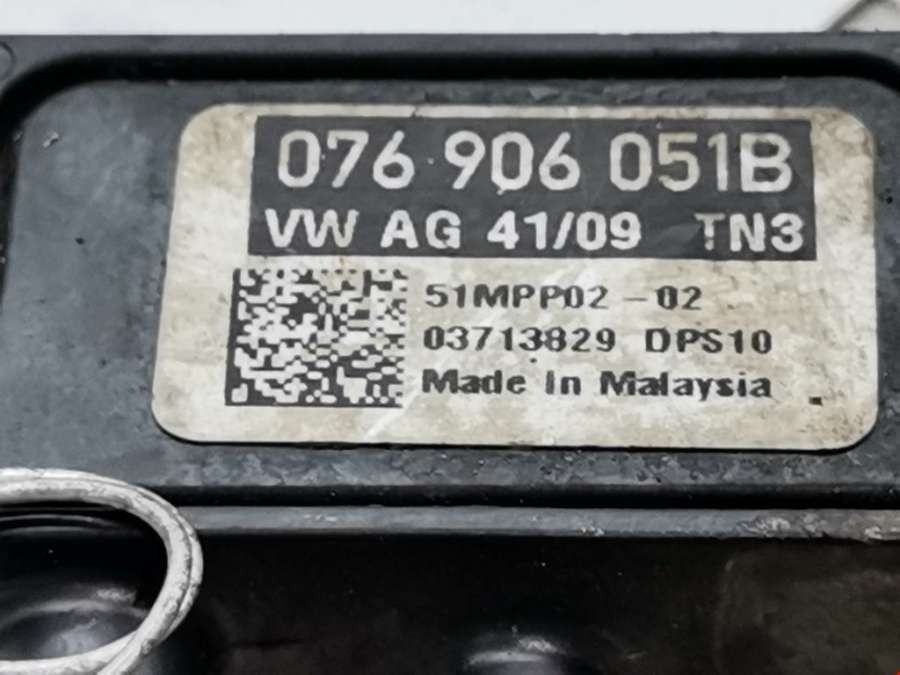 076 906 051B
VW AG 41/09 TN3
51MPP02-02
03713829 DPS10
Made In Malaysia